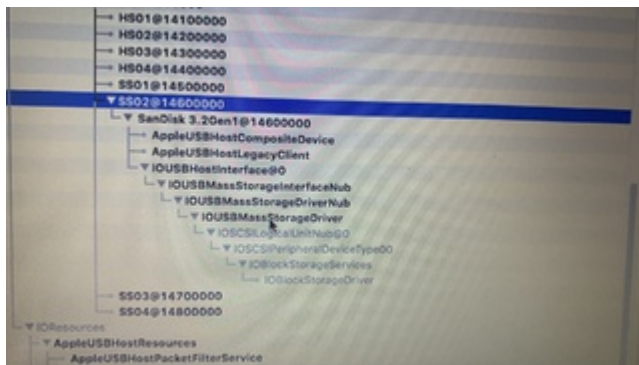 HS01@14100000
HS02@14200000
HS03@14300000
HS04@14400000
SS01@14500000
SS02@14600000
SanDisk 3.2Gen1@14600000
AppleUSBHostCompositeDevice
AppleUSBHostLegacyClient
IOUSBHostInterface@0
IOUSBMassStorageInterfaceNub
IOUSBMassStorageDriverNub
IOUSBMassStorageDriver
IOSCSILogicalUnitNub@0
IOSCSIPeripheralDeviceType00
IOBlockStorageServices
IOBlockStorageDriver
SS03@14700000
SS04@14800000
IOResources
AppleUSBHostResources
AppleUSBHostPacketFilterService